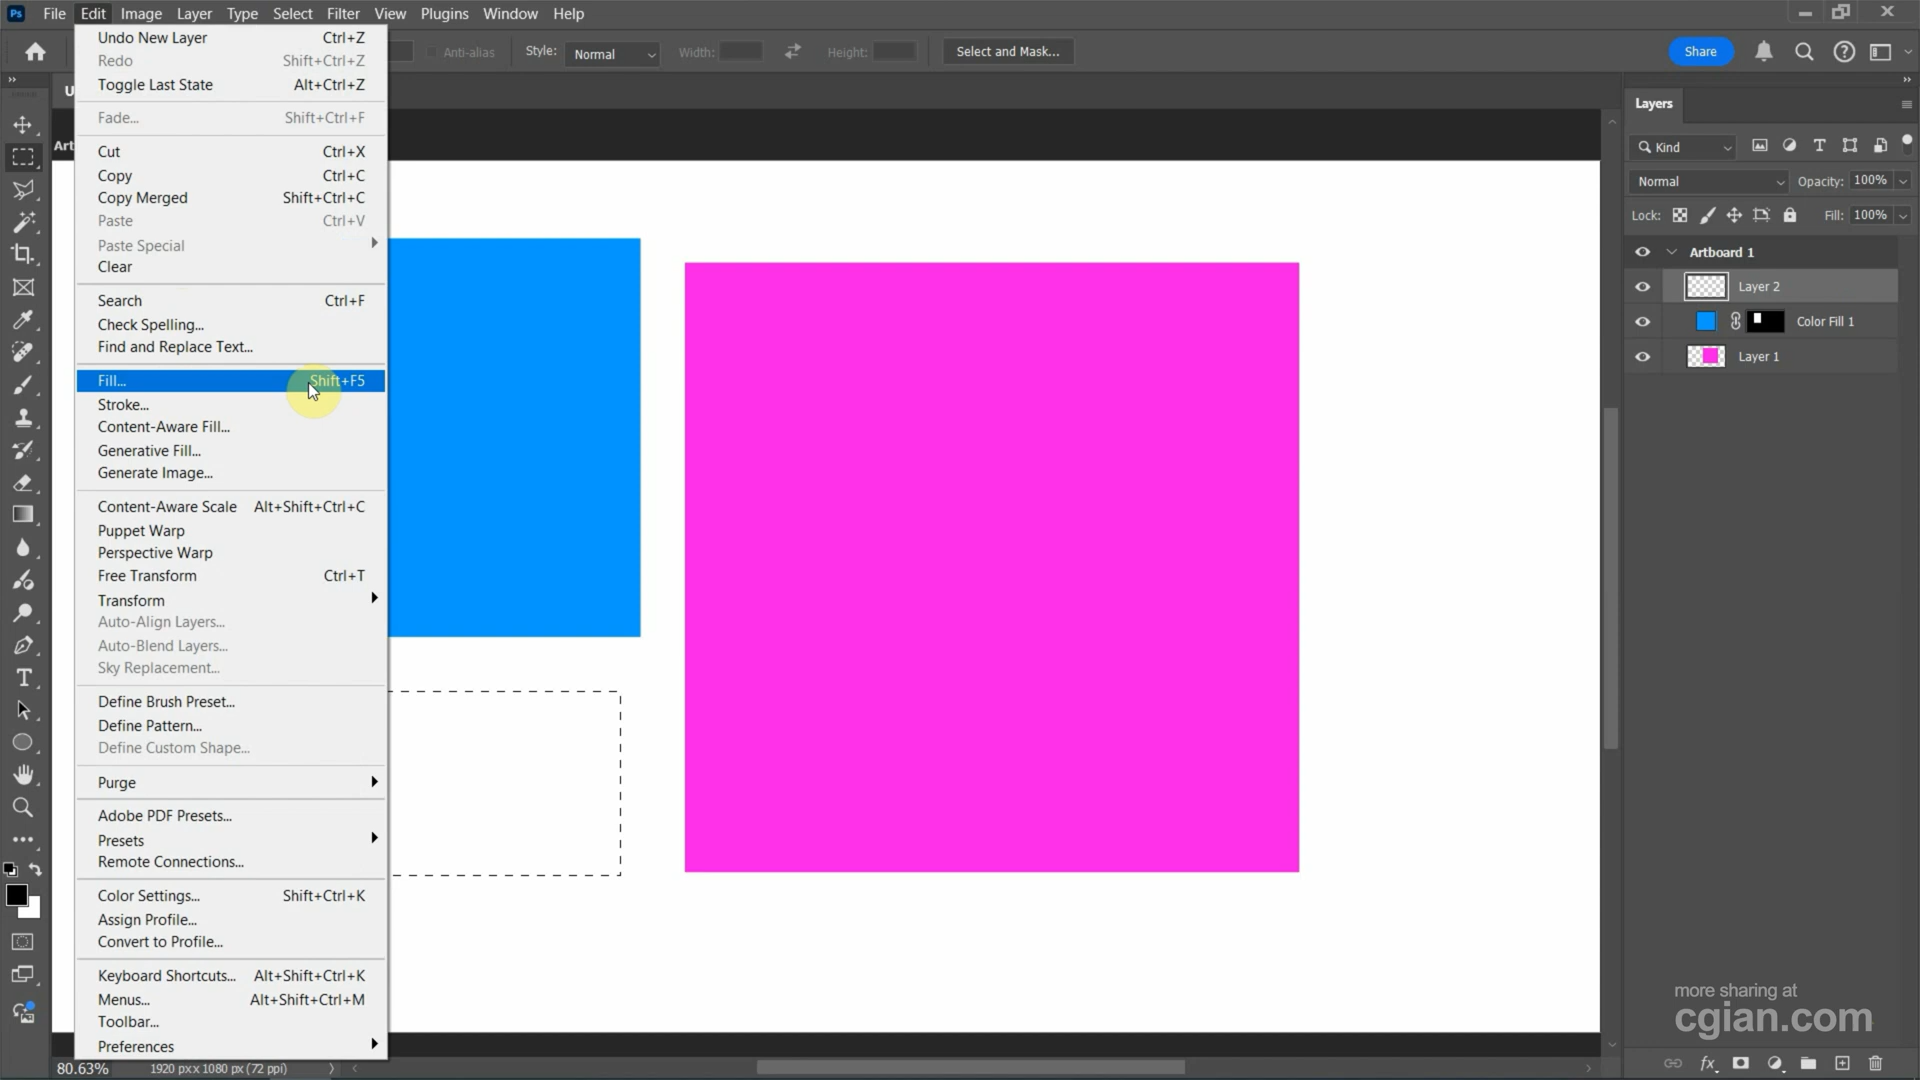 Ps File Edit Image Layer Type Select Filter View Plugins Window Help
Anti-alias Style: Normal Width: Height: Select and Mask... Share
Undo New Layer Ctrl+Z
Redo Shift+Ctrl+Z
Toggle Last State Alt+Ctrl+Z
Fade... Shift+Ctrl+F
Cut Ctrl+X
Copy Ctrl+C
Copy Merged Shift+Ctrl+C
Paste Ctrl+V
Paste Special
Clear
Search Ctrl+F
Check Spelling...
Find and Replace Text...
Fill... Shift+F5
Stroke...
Content-Aware Fill...
Generative Fill...
Generate Image...
Content-Aware Scale Alt+Shift+Ctrl+C
Puppet Warp
Perspective Warp
Free Transform Ctrl+T
Transform
Auto-Align Layers...
Auto-Blend Layers...
Sky Replacement...
Define Brush Preset...
Define Pattern...
Define Custom Shape...
Purge
Adobe PDF Presets...
Presets
Remote Connections...
Color Settings... Shift+Ctrl+K
Assign Profile...
Convert to Profile...
Keyboard Shortcuts... Alt+Shift+Ctrl+K
Menus... Alt+Shift+Ctrl+M
Toolbar...
Preferences
80.63% 1920 px x 1080 px (72 ppi)
Layers
Kind
Normal Opacity: 100%
Lock: Fill: 100%
Artboard 1
Layer 2
Color Fill 1
Layer 1
more sharing at
cgian.com